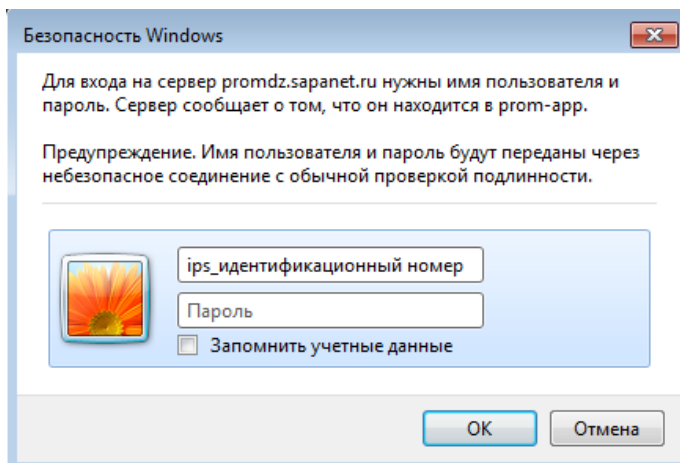 Безопасность Windows
Для входа на сервер promdz.sapanet.ru нужны имя пользователя и
пароль. Сервер сообщает о том, что он находится в prom-app.
Предупреждение. Имя пользователя и пароль будут переданы через
небезопасное соединение с обычной проверкой подлинности.
ips_идентификационный номер
Пароль
Запомнить учетные данные
OK
Отмена